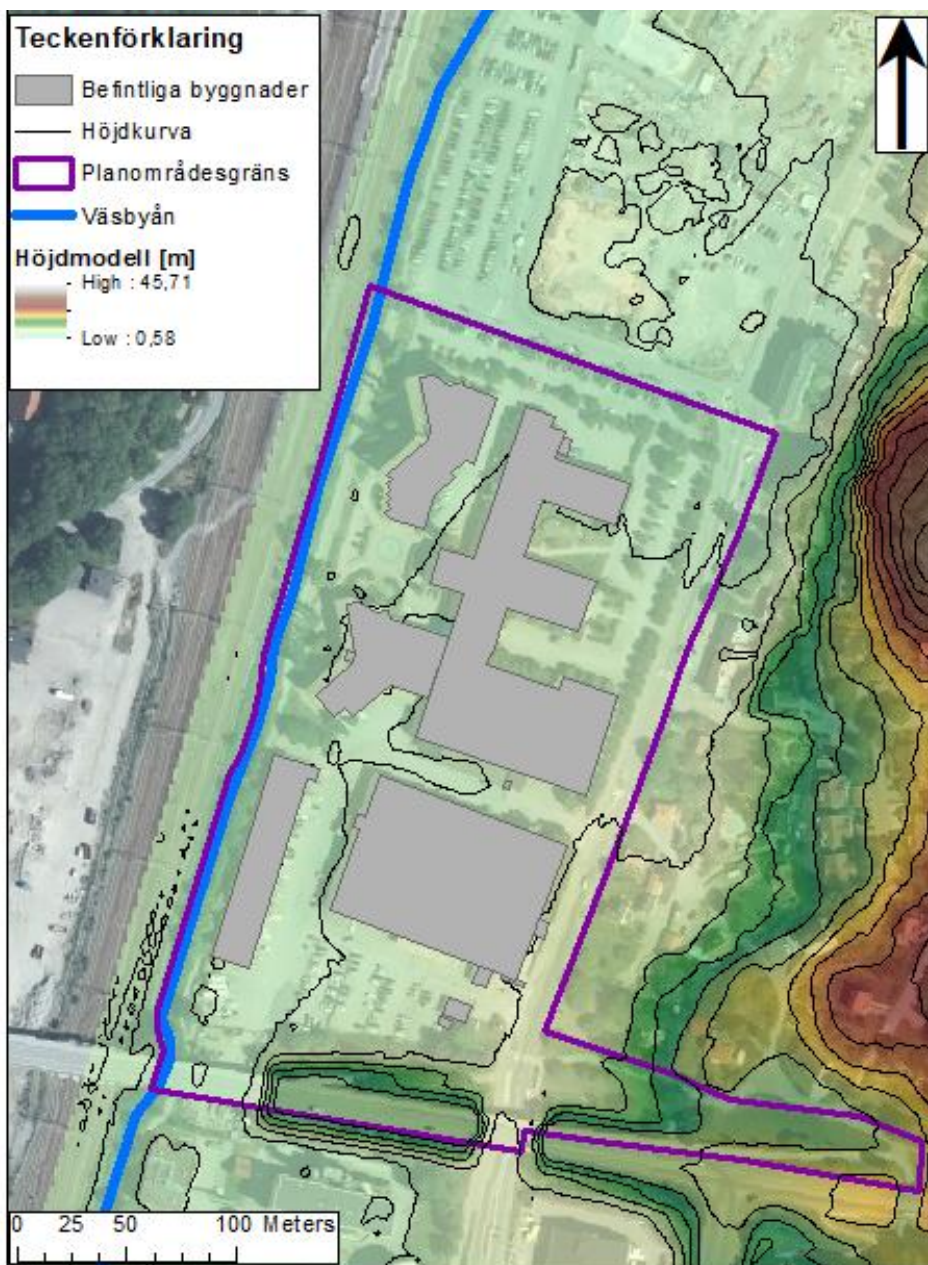 Teckenförklaring
Befintliga byggnader
Höjdkurva
Planområdesgräns
Väsbyån
Höjdmodell [m]
High : 45,71
Low : 0,58
0 25 50 100 Meters